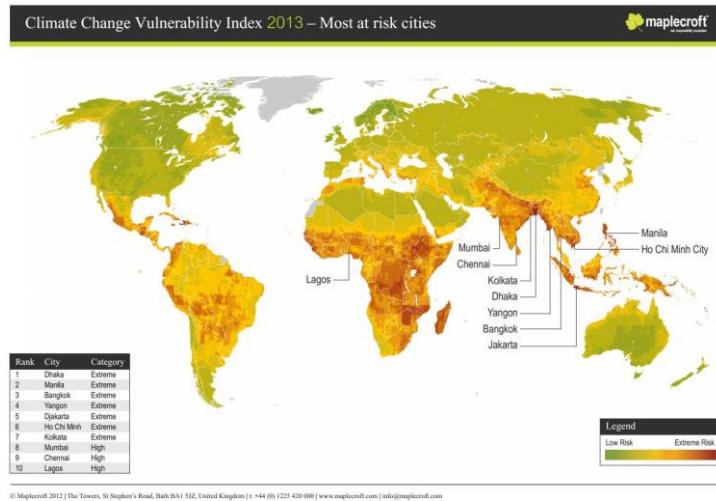 Climate Change Vulnerability Index 2013 – Most at risk cities
maplecroft
risk responsibility reputation
Manila
Mumbai
Ho Chi Minh City
Chennai
Lagos
Kolkata
Dhaka
Yangon
Bangkok
Jakarta
Rank City Category
1 Dhaka Extreme
2 Manila Extreme
3 Bangkok Extreme
4 Yangon Extreme
5 Djakarta Extreme
6 Ho Chi Minh Extreme
7 Kolkata Extreme
8 Mumbai High
9 Chennai High
10 Lagos High
Legend
Low Risk Extreme Risk
© Maplecroft 2012 | The Towers, St Stephen's Road, Bath BA1 5JZ, United Kingdom | t: +44 (0) 1225 420 000 | www.maplecroft.com | info@maplecroft.com